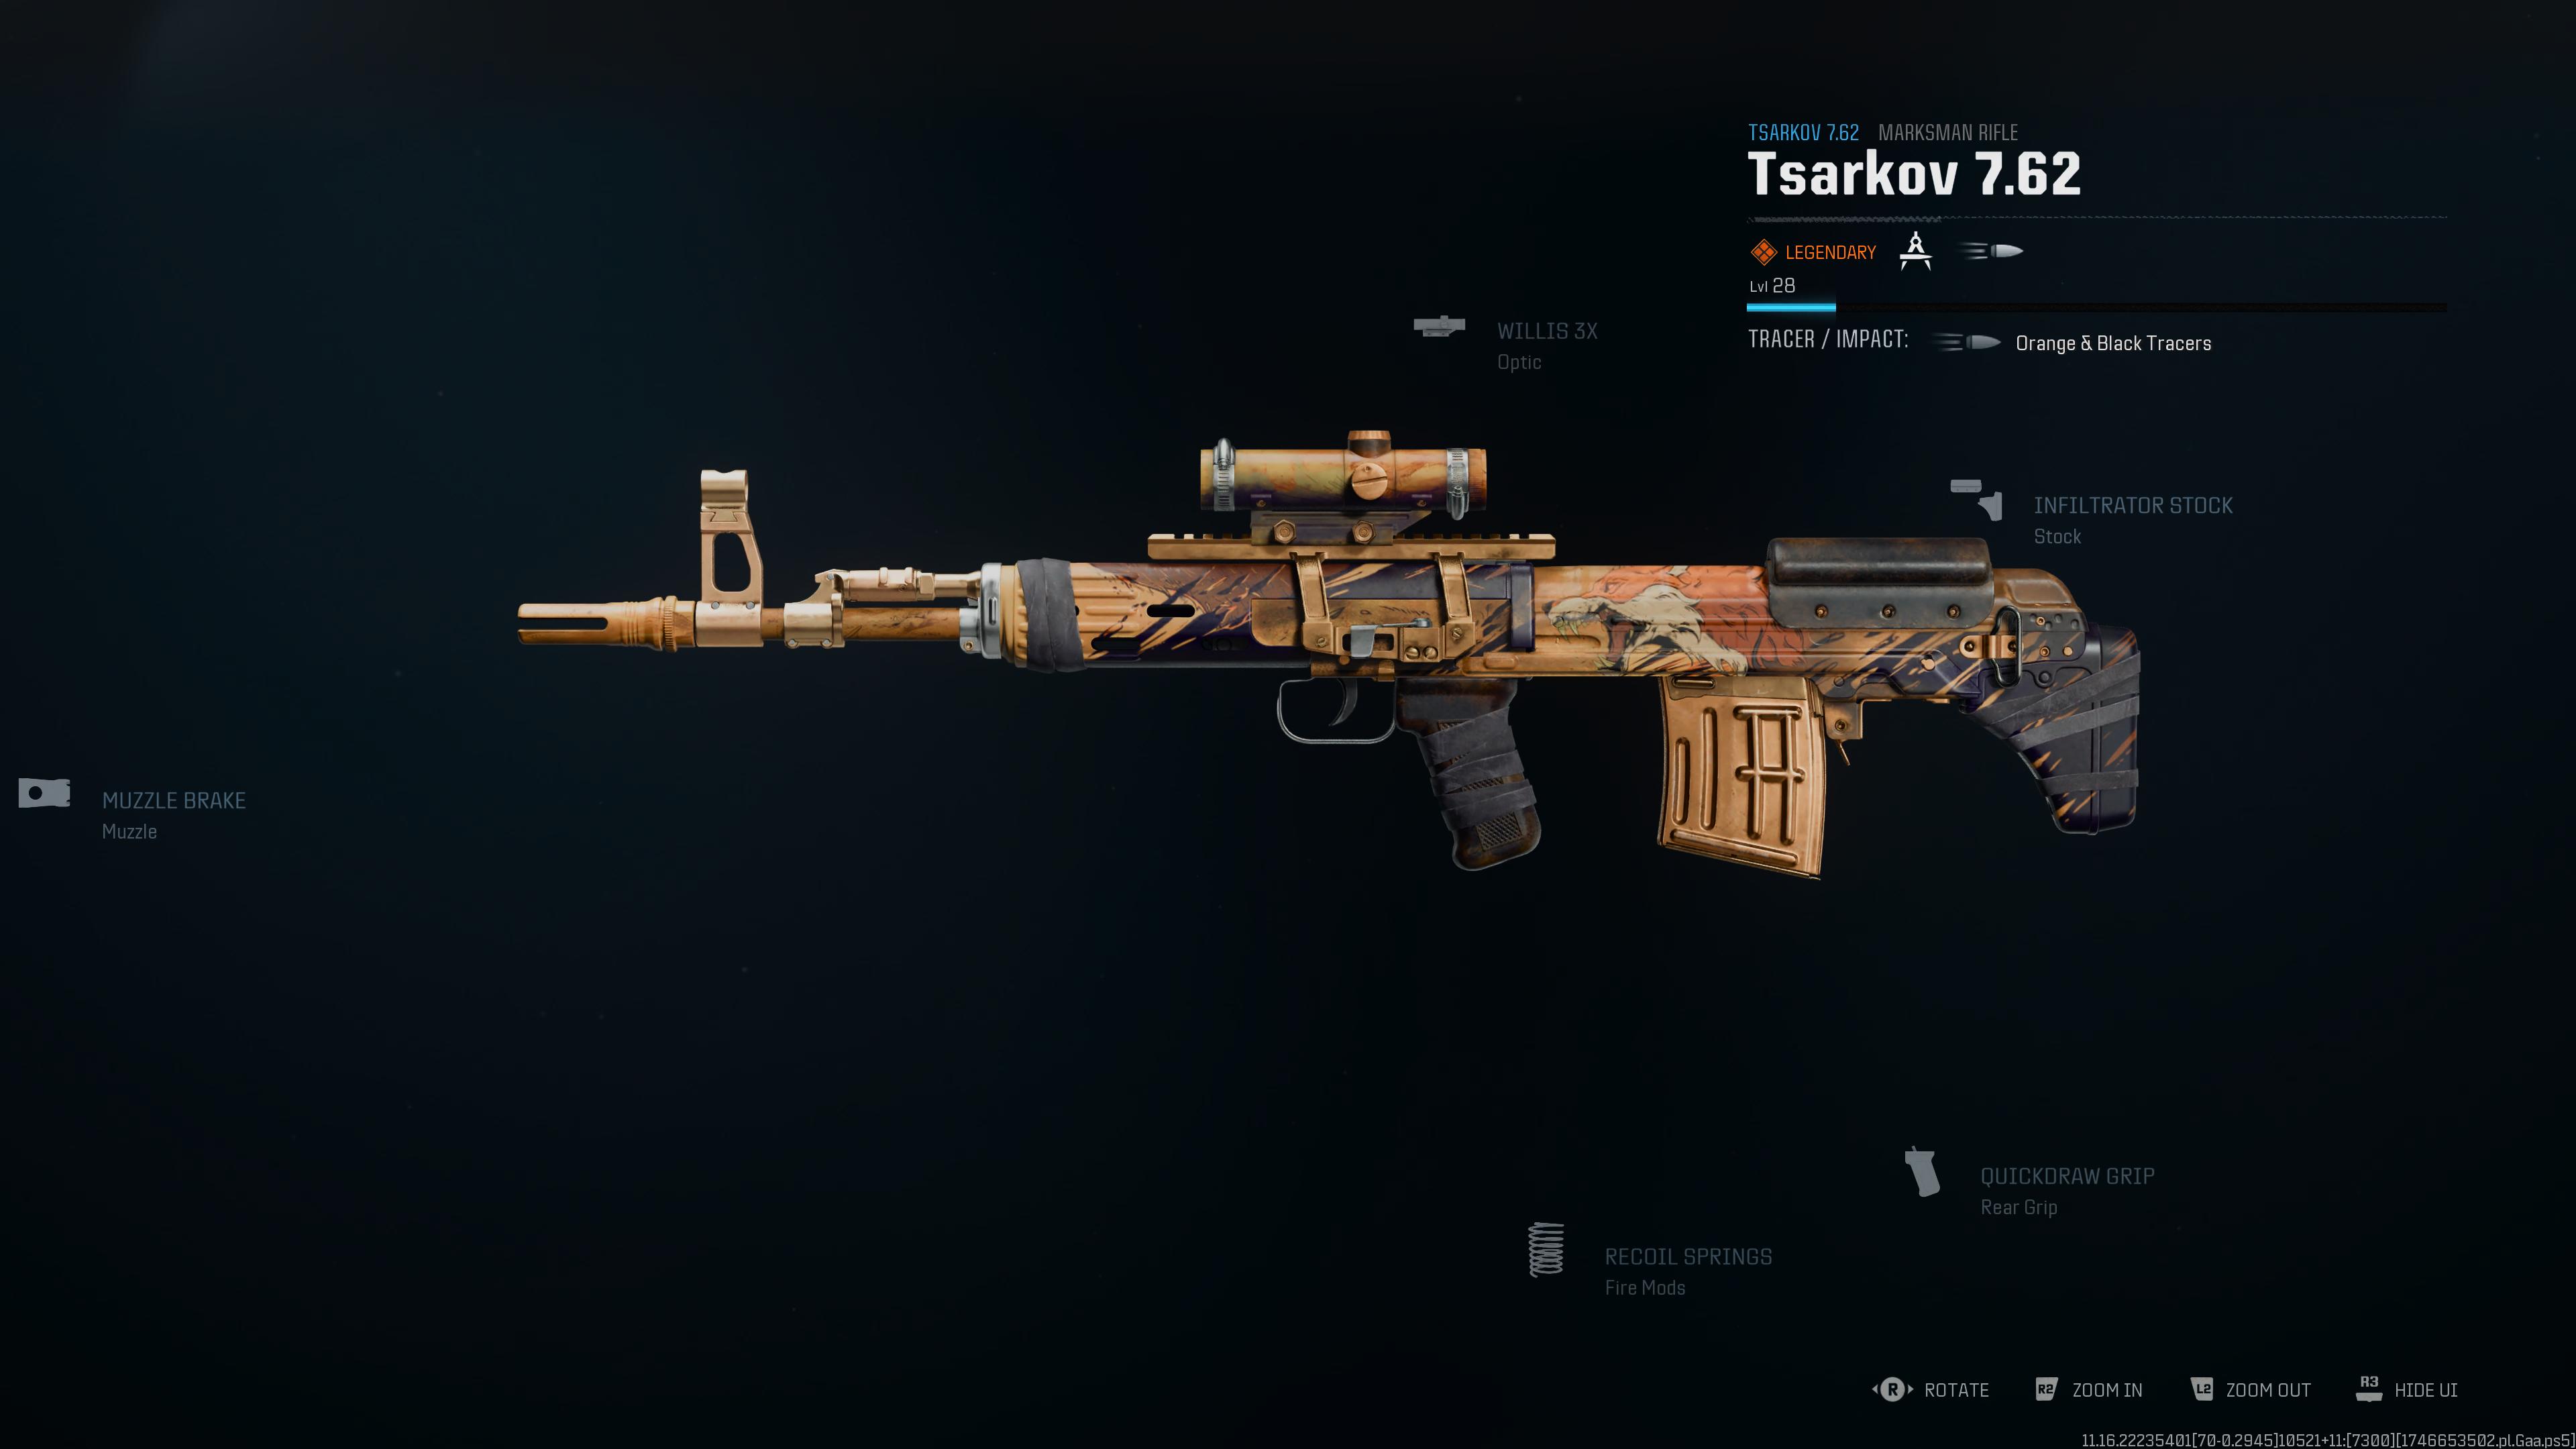 TSARKOV 7.62 MARKSMAN RIFLE
Tsarkov 7.62
LEGENDARY
Lvl 28
TRACER / IMPACT: Orange & Black Tracers
WILLIS 3X
Optic
INFILTRATOR STOCK
Stock
MUZZLE BRAKE
Muzzle
QUICKDRAW GRIP
Rear Grip
RECOIL SPRINGS
Fire Mods
R ROTATE R2 ZOOM IN L2 ZOOM OUT R3 HIDE UI
11.16.22235401[70-0.2945]10521+11:[7300][1746653502.pl.Gaa.ps5]